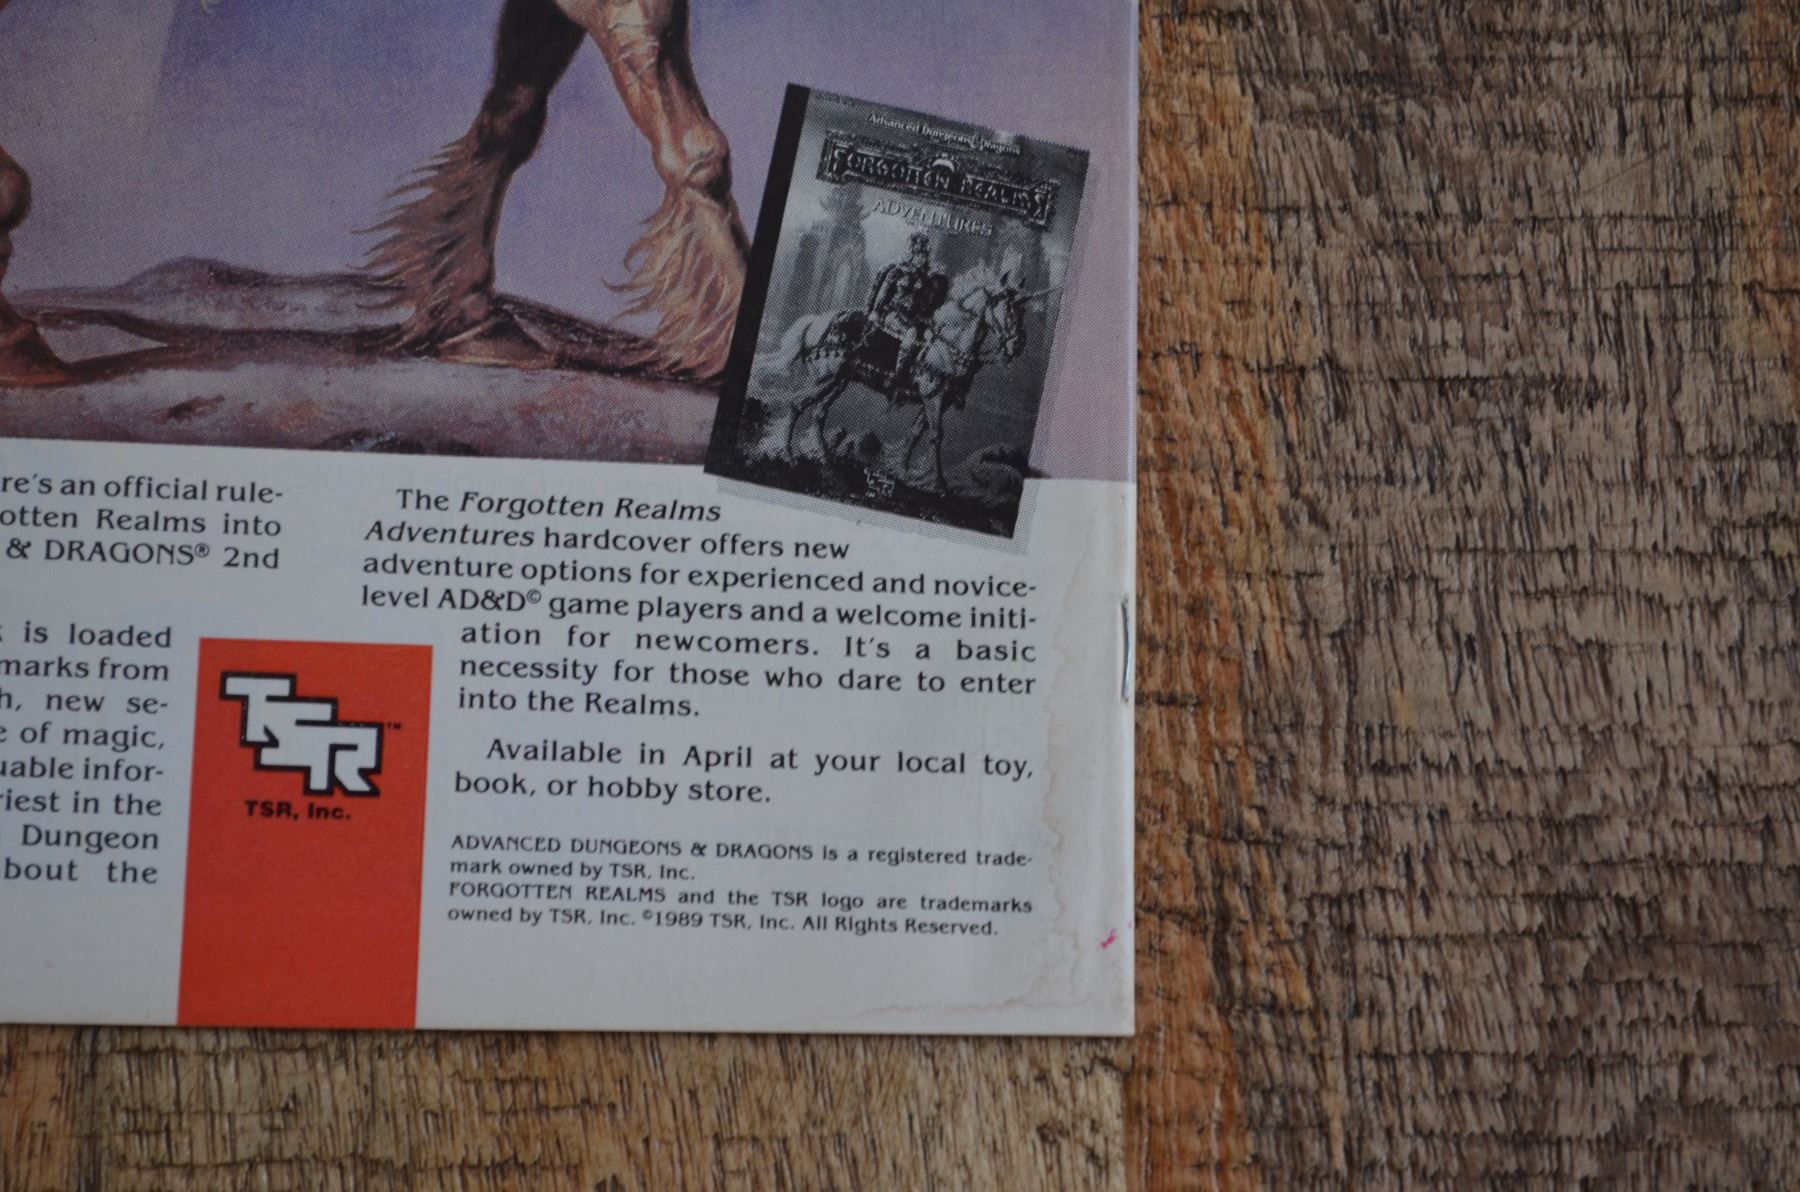 Advanced Dungeons & Dragons
FORGOTTEN REALMS
ADVENTURES
TSR
re's an official rule-
otten Realms into
& DRAGONS® 2nd
is loaded
marks from
h, new se-
e of magic,
uable infor-
riest in the
Dungeon
bout the
TSR™
TSR, Inc.
The Forgotten Realms
Adventures hardcover offers new
adventure options for experienced and novice-
level AD&D© game players and a welcome initi-
ation for newcomers. It's a basic
necessity for those who dare to enter
into the Realms.
Available in April at your local toy,
book, or hobby store.
ADVANCED DUNGEONS & DRAGONS is a registered trade-
mark owned by TSR, Inc.
FORGOTTEN REALMS and the TSR logo are trademarks
owned by TSR, Inc. ©1989 TSR, Inc. All Rights Reserved.